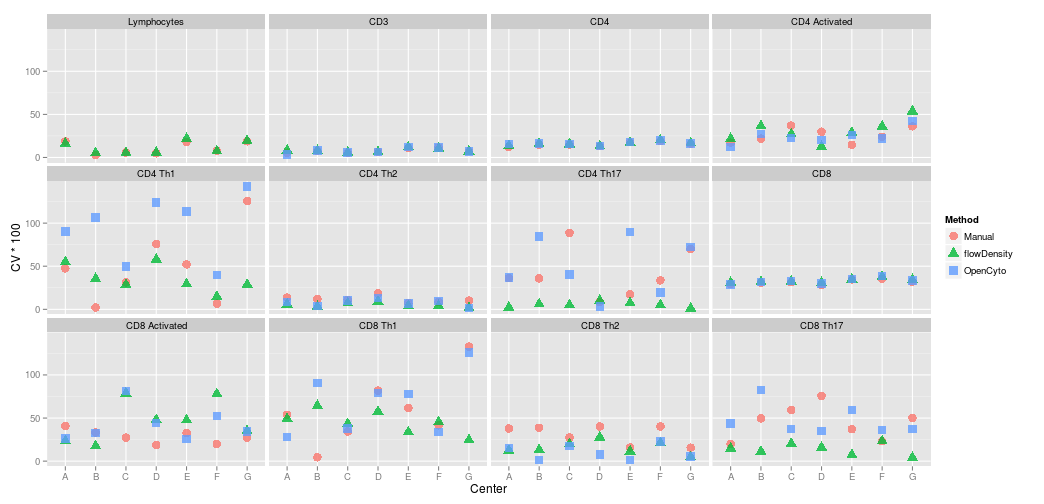 Lymphocytes CD3 CD4 CD4 Activated
100
50
0
CD4 Th1 CD4 Th2 CD4 Th17 CD8
100
50
0
CD8 Activated CD8 Th1 CD8 Th2 CD8 Th17
100
50
0
A B C D E F G A B C D E F G A B C D E F G A B C D E F G
Center
CV * 100
Method
Manual
flowDensity
OpenCyto